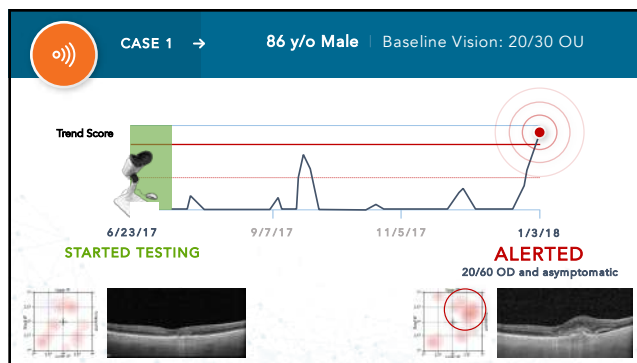 CASE 1 → 86 y/o Male | Baseline Vision: 20/30 OU
Trend Score
6/23/17 9/7/17 11/5/17 1/3/18
STARTED TESTING ALERTED
20/60 OD and asymptomatic